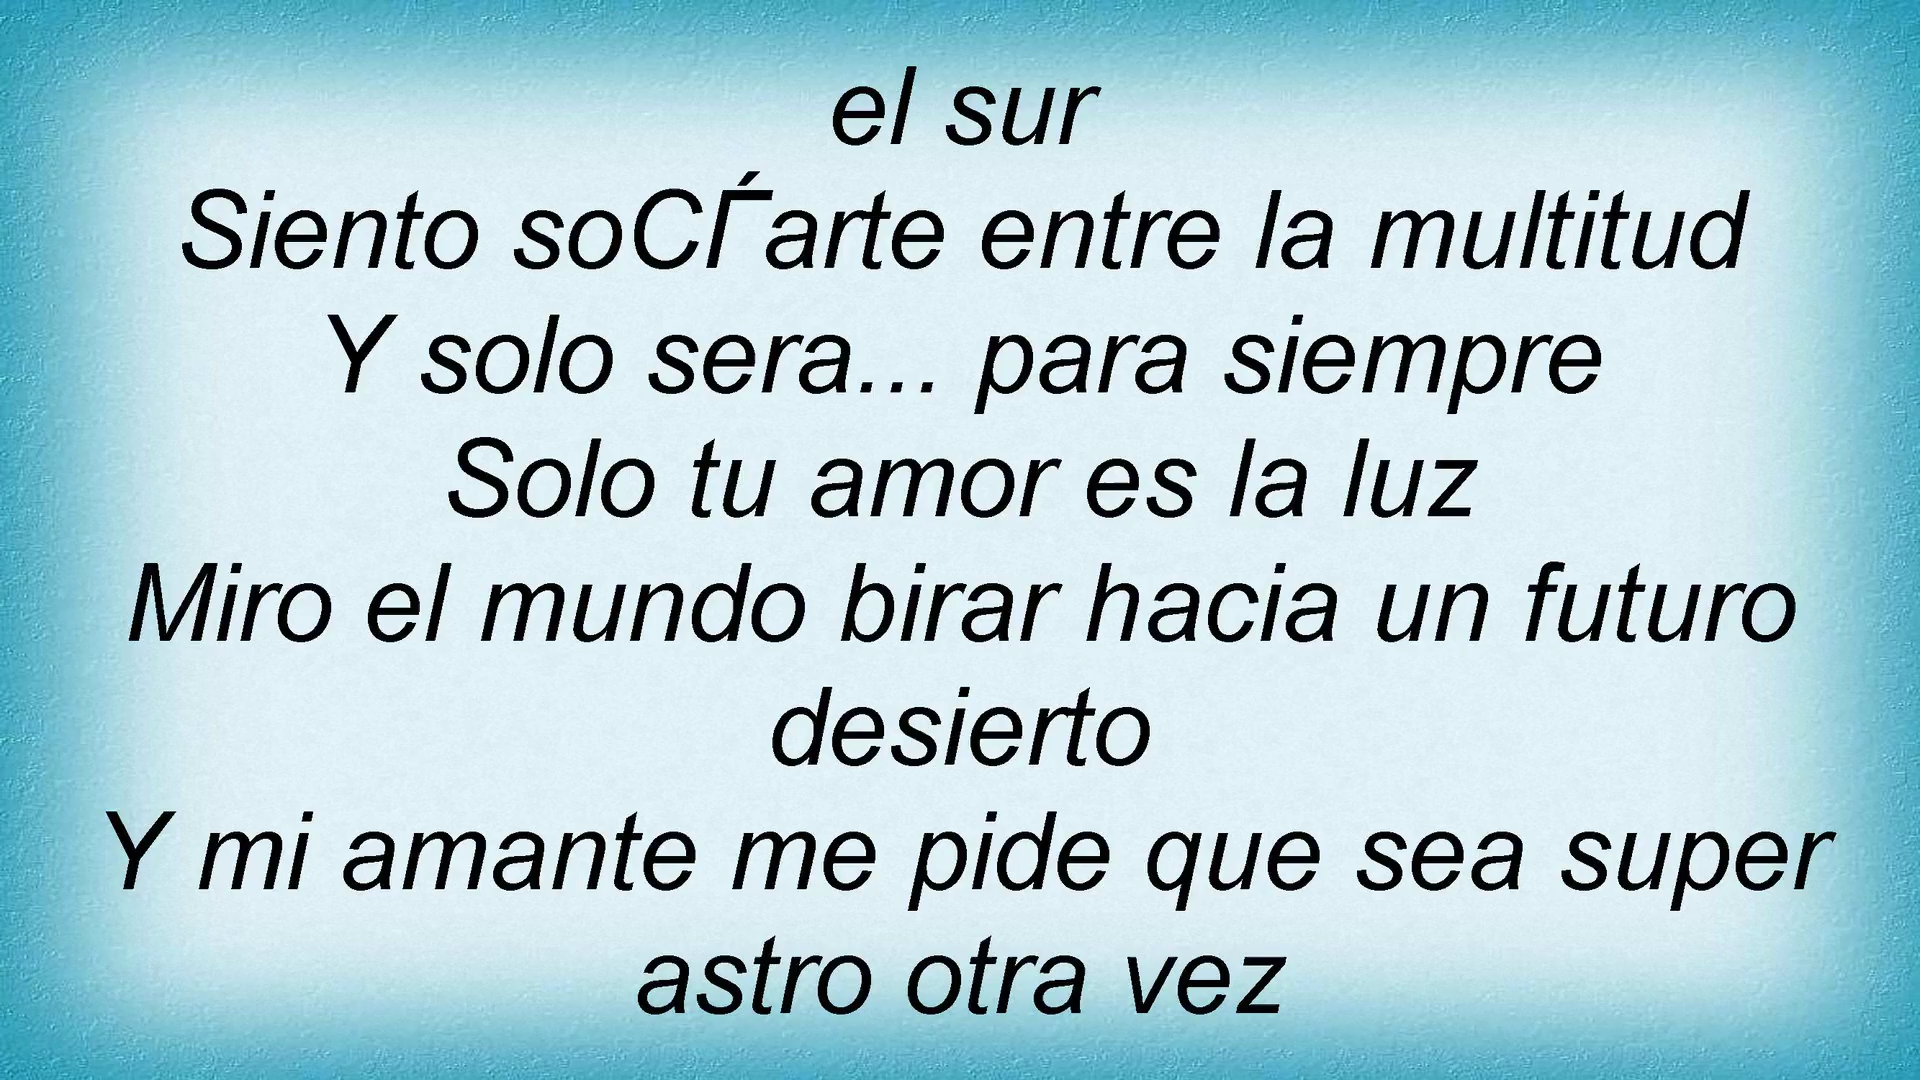 el sur
Siento soCЃarte entre la multitud
Y solo sera... para siempre
Solo tu amor es la luz
Miro el mundo birar hacia un futuro
desierto
Y mi amante me pide que sea super
astro otra vez